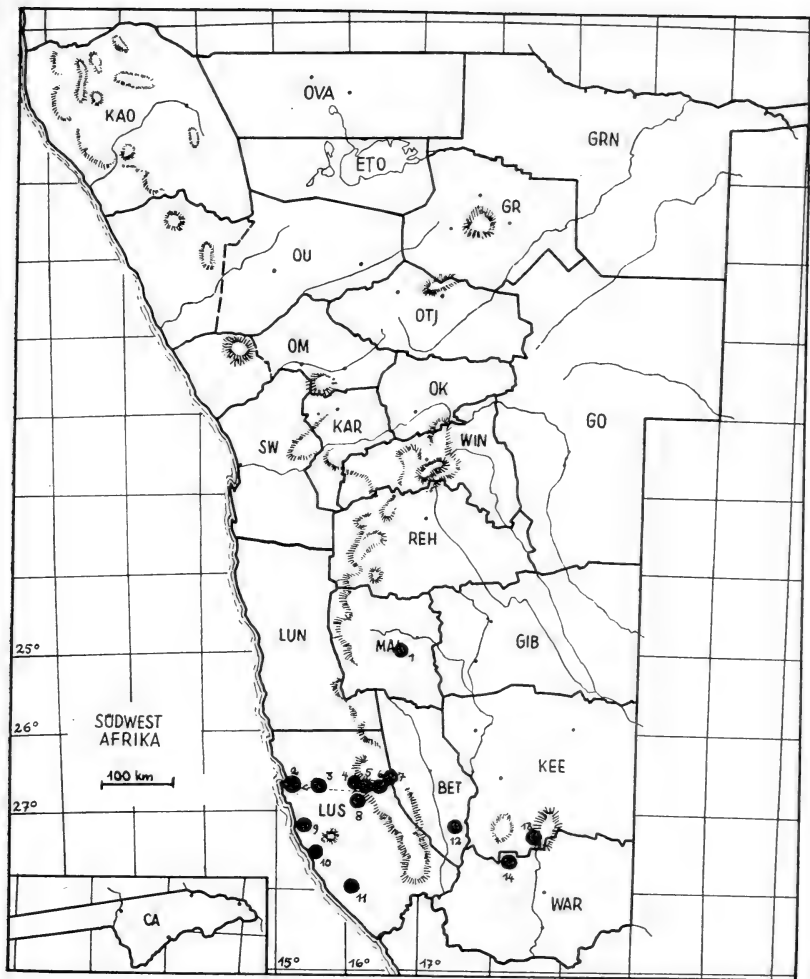 KAO
OVA
ETO
GRN
GR
OU
OTJ
OM
OK
GO
KAR
WIN
SW
REH
LUN
MAL
1
GIB
25°
SÜDWEST
AFRIKA
26°
100 km
KEE
BET
2
3
4
5
6
7
LUS
8
27°
9
10
11
12
13
14
WAR
CA
15°
16°
17°